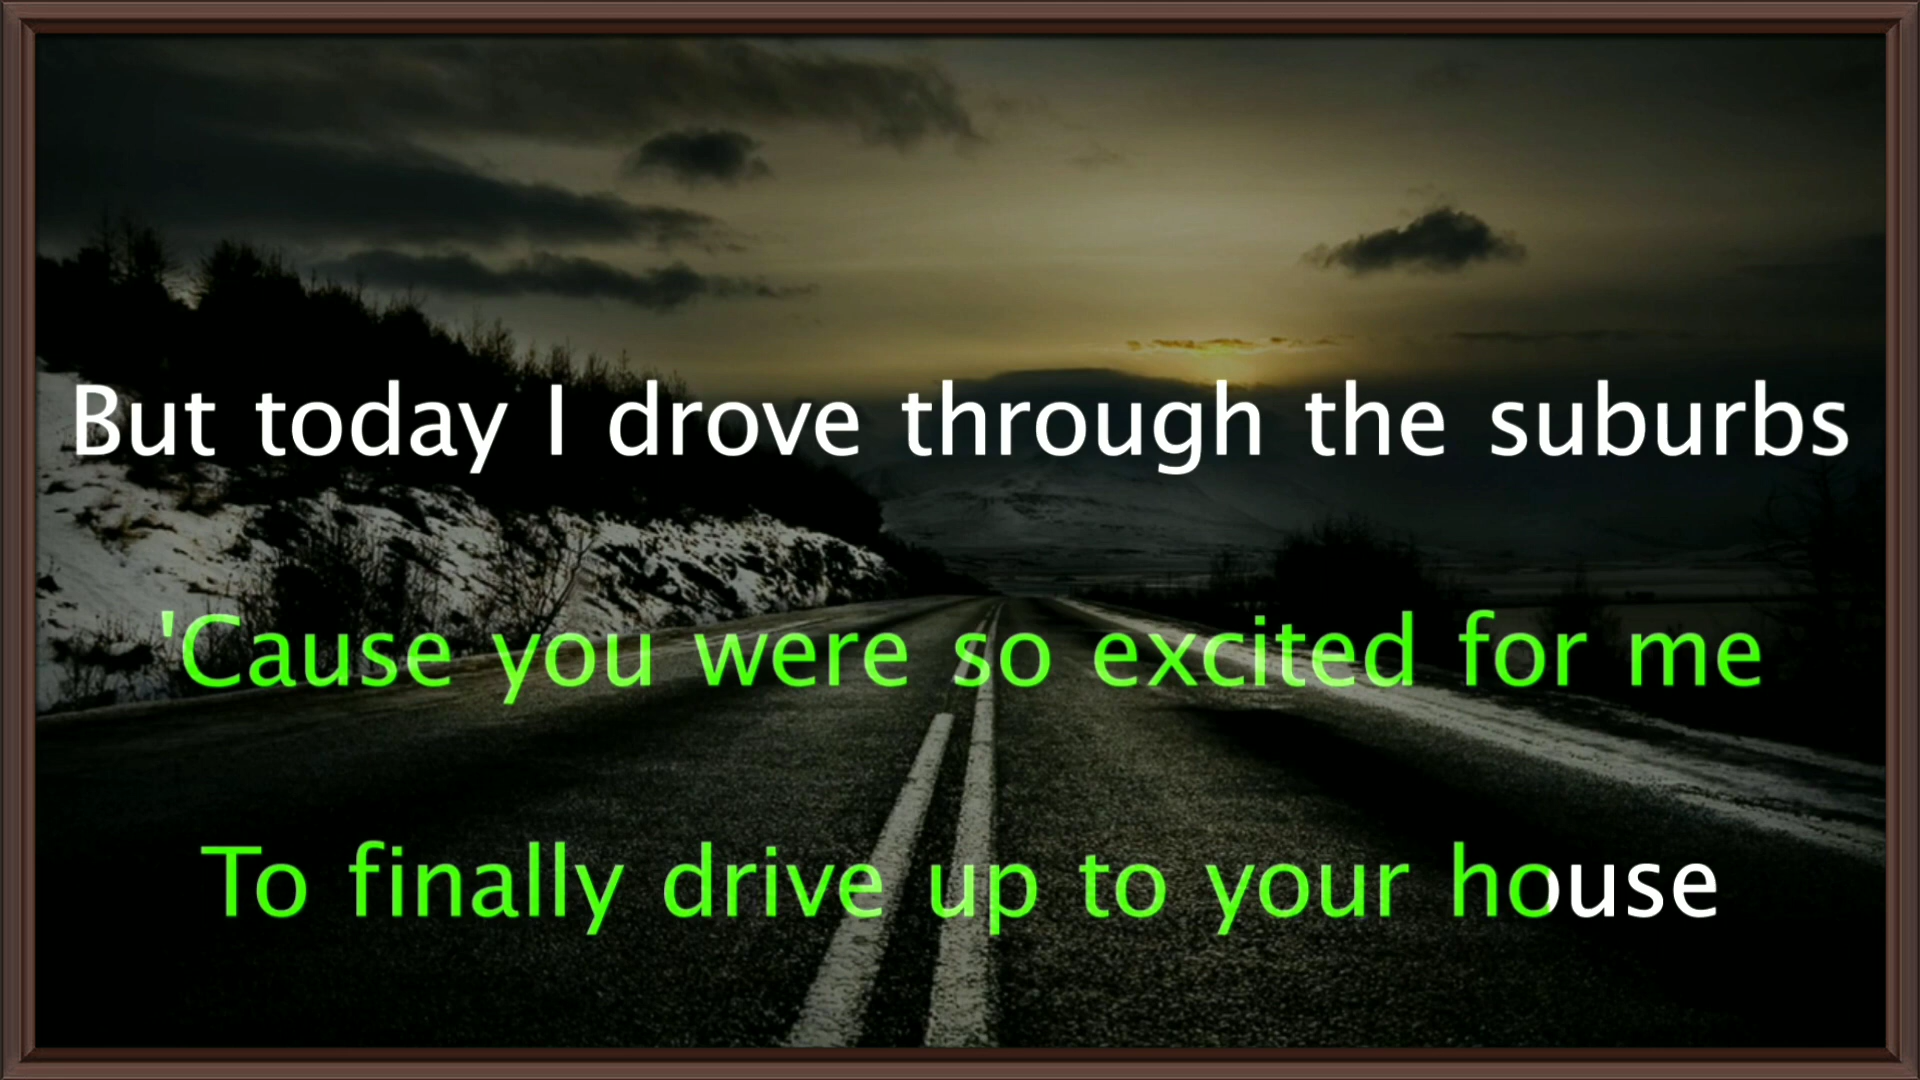 But today I drove through the suburbs
'Cause you were so excited for me
To finally drive up to your house